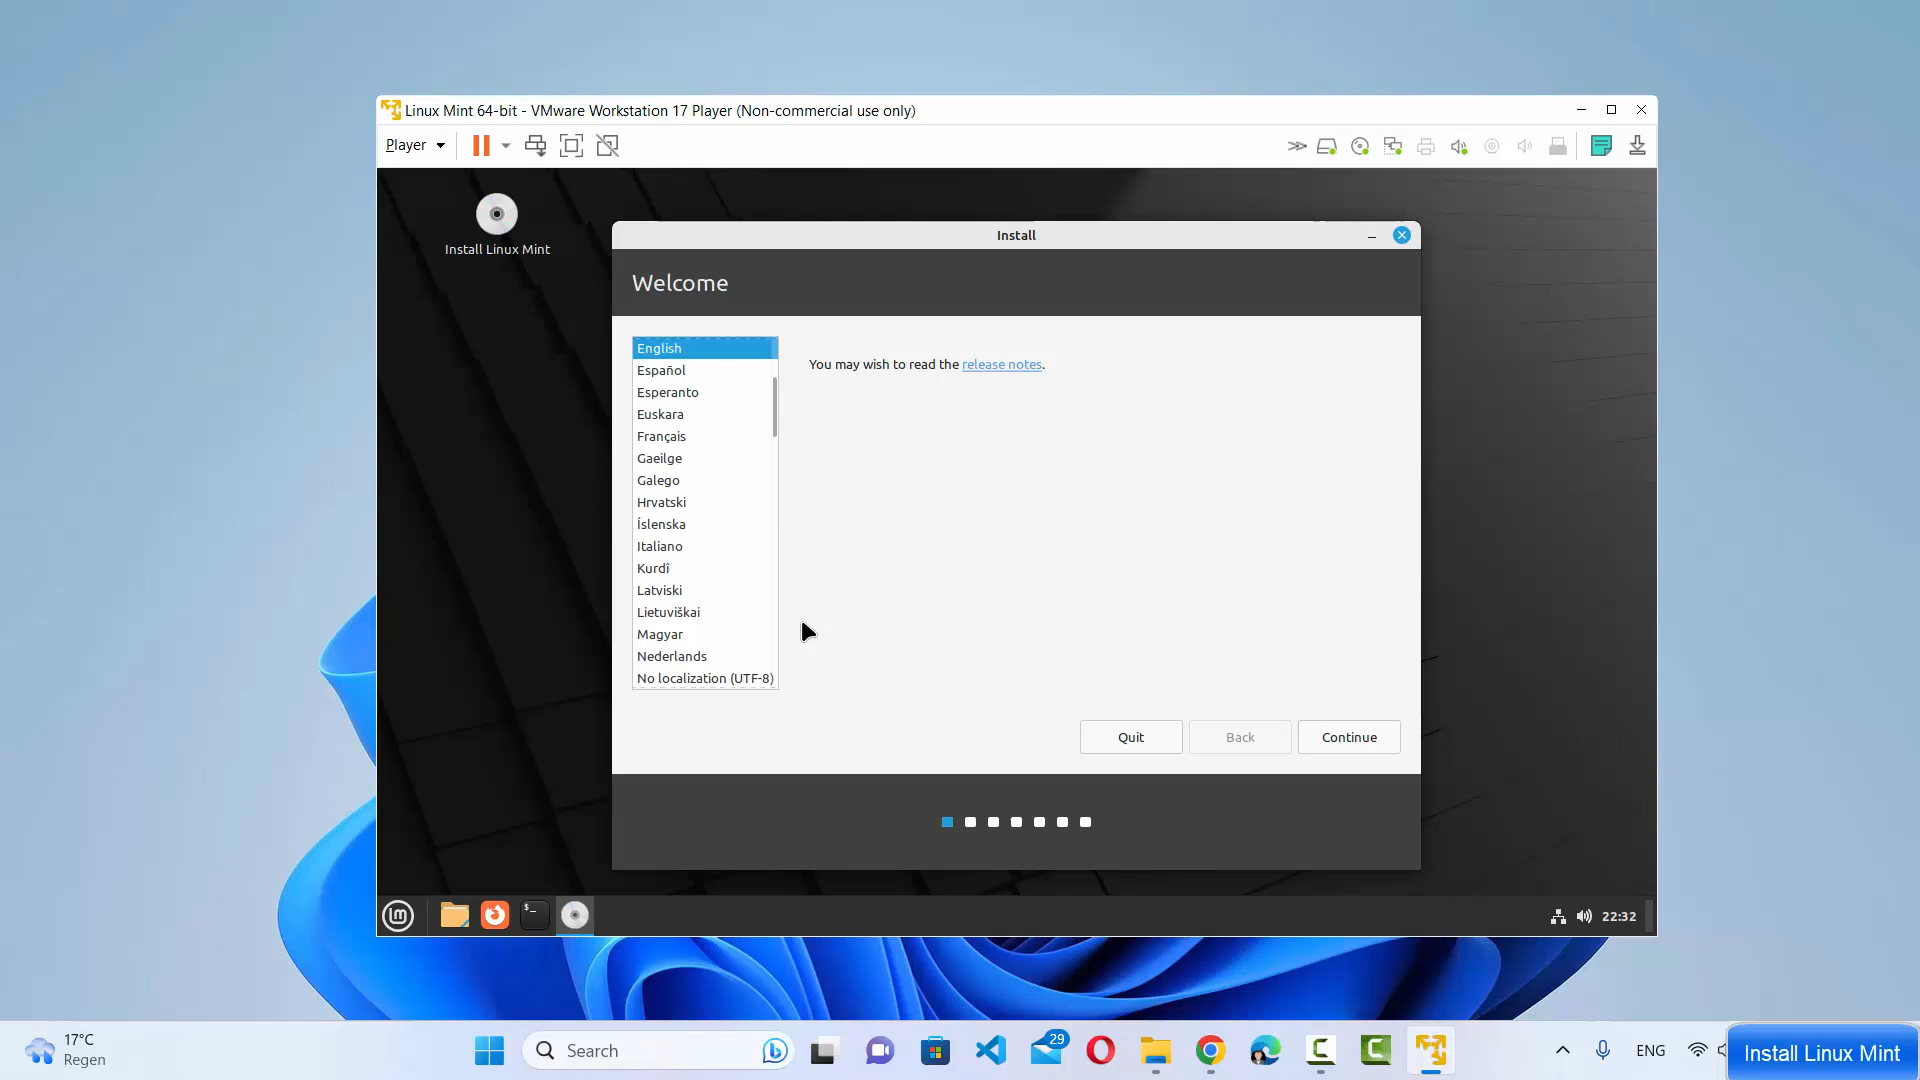 Linux Mint 64-bit - VMware Workstation 17 Player (Non-commercial use only)
Player
Install Linux Mint
Install
Welcome
English
Español
Esperanto
Euskara
Français
Gaeilge
Galego
Hrvatski
Íslenska
Italiano
Kurdî
Latviski
Lietuviškai
Magyar
Nederlands
No localization (UTF-8)
You may wish to read the release notes.
Quit
Back
Continue
lm
$_
22:32
17°C
Regen
Search
29
ENG
Install Linux Mint